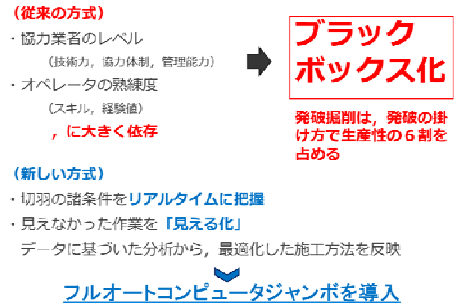 （従来の方式）
・協力業者のレベル
（技術力，協力体制，管理能力）
・オペレータの熟練度
（スキル，経験値）
，に大きく依存
ブラック
ボックス化
発破掘削は，発破の掛
け方で生産性の６割を
占める
（新しい方式）
・切羽の諸条件をリアルタイムに把握
・見えなかった作業を「見える化」
データに基づいた分析から，最適化した施工方法を反映
フルオートコンピュータジャンボを導入